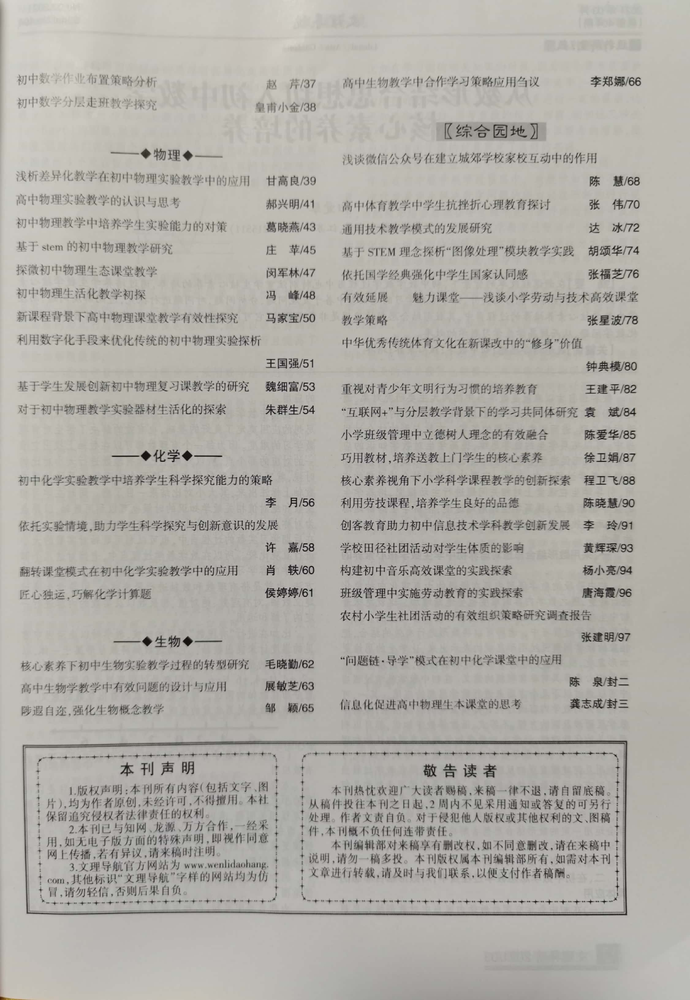 初中数学作业布置策略分析 赵 芹/37
初中数学分层走班教学探究 皇甫小金/38
——◆物理◆——
浅析差异化教学在初中物理实验教学中的应用 甘高良/39
高中物理实验教学的认识与思考 郝兴明/41
初中物理教学中培养学生实验能力的对策 葛晓燕/43
基于 stem 的初中物理教学研究 庄 苹/45
探微初中物理生态课堂教学 闵军林/47
初中物理生活化教学初探 冯 峰/48
新课程背景下高中物理课堂教学有效性探究 马家宝/50
利用数字化手段来优化传统的初中物理实验探析
王国强/51
基于学生发展创新初中物理复习课教学的研究 魏细富/53
对于初中物理教学实验器材生活化的探索 朱群生/54
——◆化学◆——
初中化学实验教学中培养学生科学探究能力的策略
李 月/56
依托实验情境,助力学生科学探究与创新意识的发展
许 嘉/58
翻转课堂模式在初中化学实验教学中的应用 肖 轶/60
匠心独运,巧解化学计算题 侯婷婷/61
——◆生物◆——
核心素养下初中生物实验教学过程的转型研究 毛晓勤/62
高中生物学教学中有效问题的设计与应用 展敏芝/63
陟遐自迩,强化生物概念教学 邹 颖/65
高中生物教学中合作学习策略应用刍议 李郑娜/66
〖综合园地〗
浅谈微信公众号在建立城郊学校家校互动中的作用
陈 慧/68
高中体育教学中学生抗挫折心理教育探讨 张 伟/70
通用技术教学模式的发展研究 达 冰/72
基于 STEM 理念探析“图像处理”模块教学实践 胡颂华/74
依托国学经典强化中学生国家认同感 张福芝/76
有效延展 魅力课堂——浅谈小学劳动与技术高效课堂
教学策略 张星波/78
中华优秀传统体育文化在新课改中的“修身”价值
钟典模/80
重视对青少年文明行为习惯的培养教育 王建平/82
“互联网+”与分层教学背景下的学习共同体研究 袁 斌/84
小学班级管理中立德树人理念的有效融合 陈爱华/85
巧用教材,培养送教上门学生的核心素养 徐卫娟/87
核心素养视角下小学科学课程教学的创新探索 程卫飞/88
利用劳技课程,培养学生良好的品德 陈晓慧/90
创客教育助力初中信息技术学科教学创新发展 李 玲/91
学校田径社团活动对学生体质的影响 黄辉琛/93
构建初中音乐高效课堂的实践探索 杨小亮/94
班级管理中实施劳动教育的实践探索 唐海霞/96
农村小学生社团活动的有效组织策略研究调查报告
张建明/97
“问题链·导学”模式在初中化学课堂中的应用
陈 泉/封二
信息化促进高中物理生本课堂的思考 龚志成/封三
本刊声明
1.版权声明:本刊所有内容(包括文字、图
片),均为作者原创,未经许可,不得擅用。本社
保留追究侵权者法律责任的权利。
2.本刊已与知网、龙源、万方合作,一经采
用,如无电子版方面的特殊声明,即视作同意
网上传播,若有异议,请来稿时注明。
3.文理导航官方网站为 www.wenlidaohang.
com,其他标识“文理导航”字样的网站均为仿
冒,请勿轻信,否则后果自负。
敬告读者
本刊热忱欢迎广大读者赐稿,来稿一律不退,请自留底稿。
从稿件投往本刊之日起,2 周内不见采用通知或答复的可另行
处理。作者文责自负。对于侵犯他人版权或其他权利的文、图稿
件,本刊概不负任何连带责任。
本刊编辑部对来稿享有删改权,如不同意删改,请在来稿中
说明,请勿一稿多投。本刊版权属本刊编辑部所有,如需对本刊
文章进行转载,请及时与我们联系,以便支付作者稿酬。